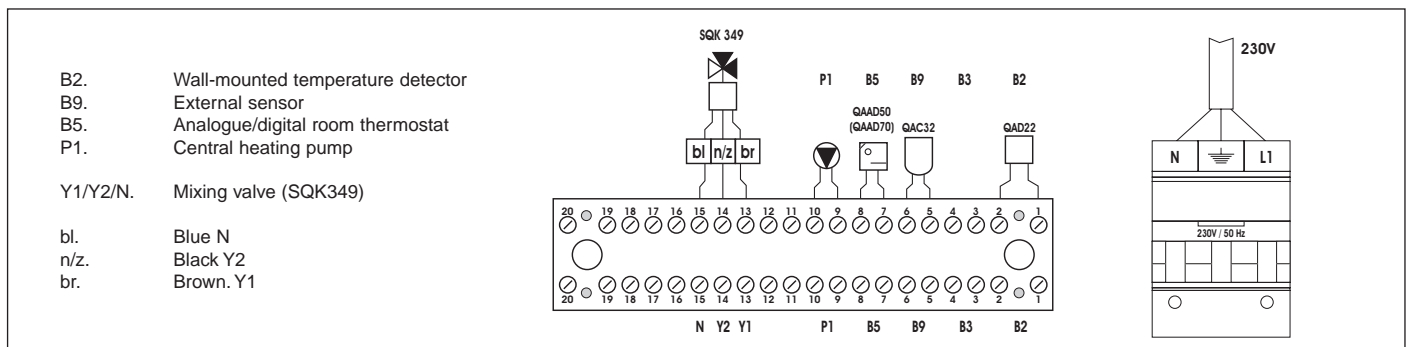 B2. Wall-mounted temperature detector
B9. External sensor
B5. Analogue/digital room thermostat
P1. Central heating pump
Y1/Y2/N. Mixing valve (SQK349)
bl. Blue N
n/z. Black Y2
br. Brown. Y1
SQK 349
P1 B5 B9 B3 B2
QAAD50
(QAAD70) QAC32 QAD22
bl n/z br
20 19 18 17 16 15 14 13 12 11 10 9 8 7 6 5 4 3 2 1
20 19 18 17 16 15 14 13 12 11 10 9 8 7 6 5 4 3 2 1
N Y2 Y1 P1 B5 B9 B3 B2
230V
N L1
230V / 50 Hz